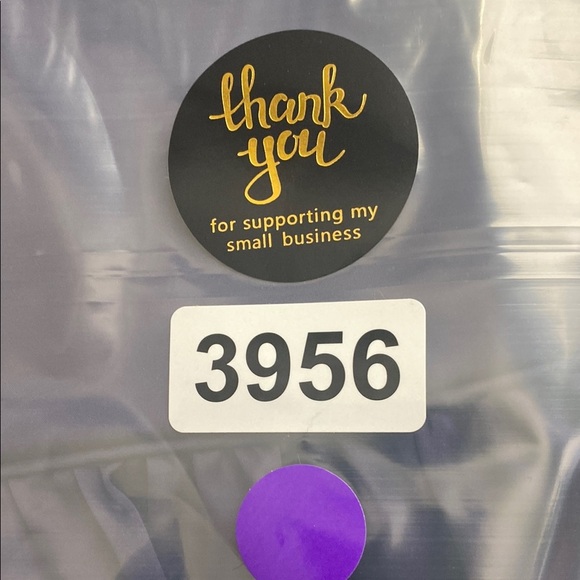 thank
you
for supporting my
small business
3956